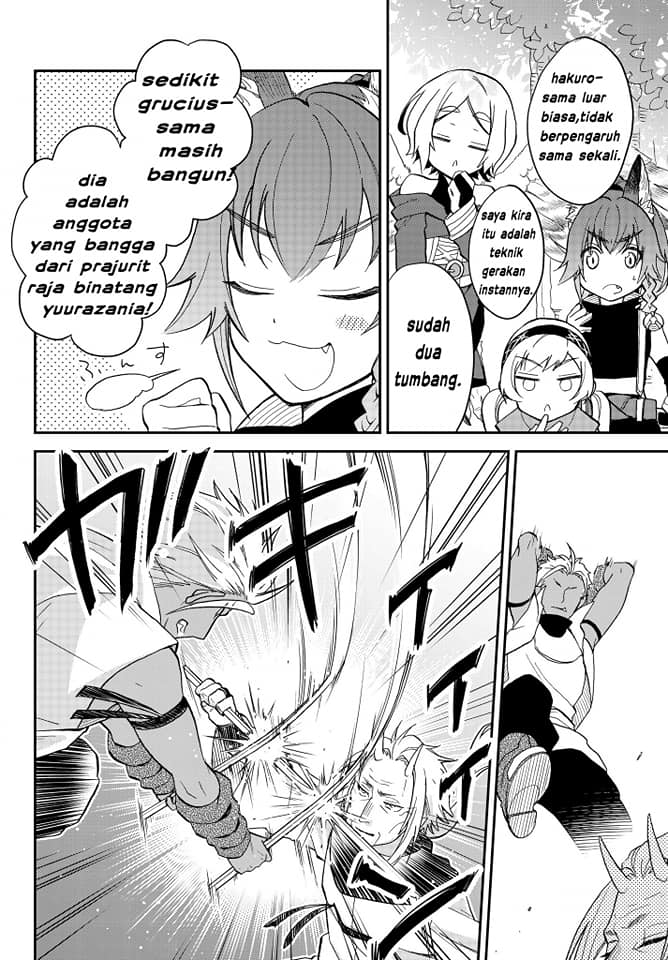 hakuro-
sama luar
biasa,tidak
berpengaruh
sama sekali.
saya kira
itu adalah
teknik
gerakan
instannya.
sudah
dua
tumbang.
sedikit
grucius-
sama
masih
bangun!
dia
adalah
anggota
yang bangga
dari prajurit
raja binatang
yuurazania!
ふんす
ガギィィィン